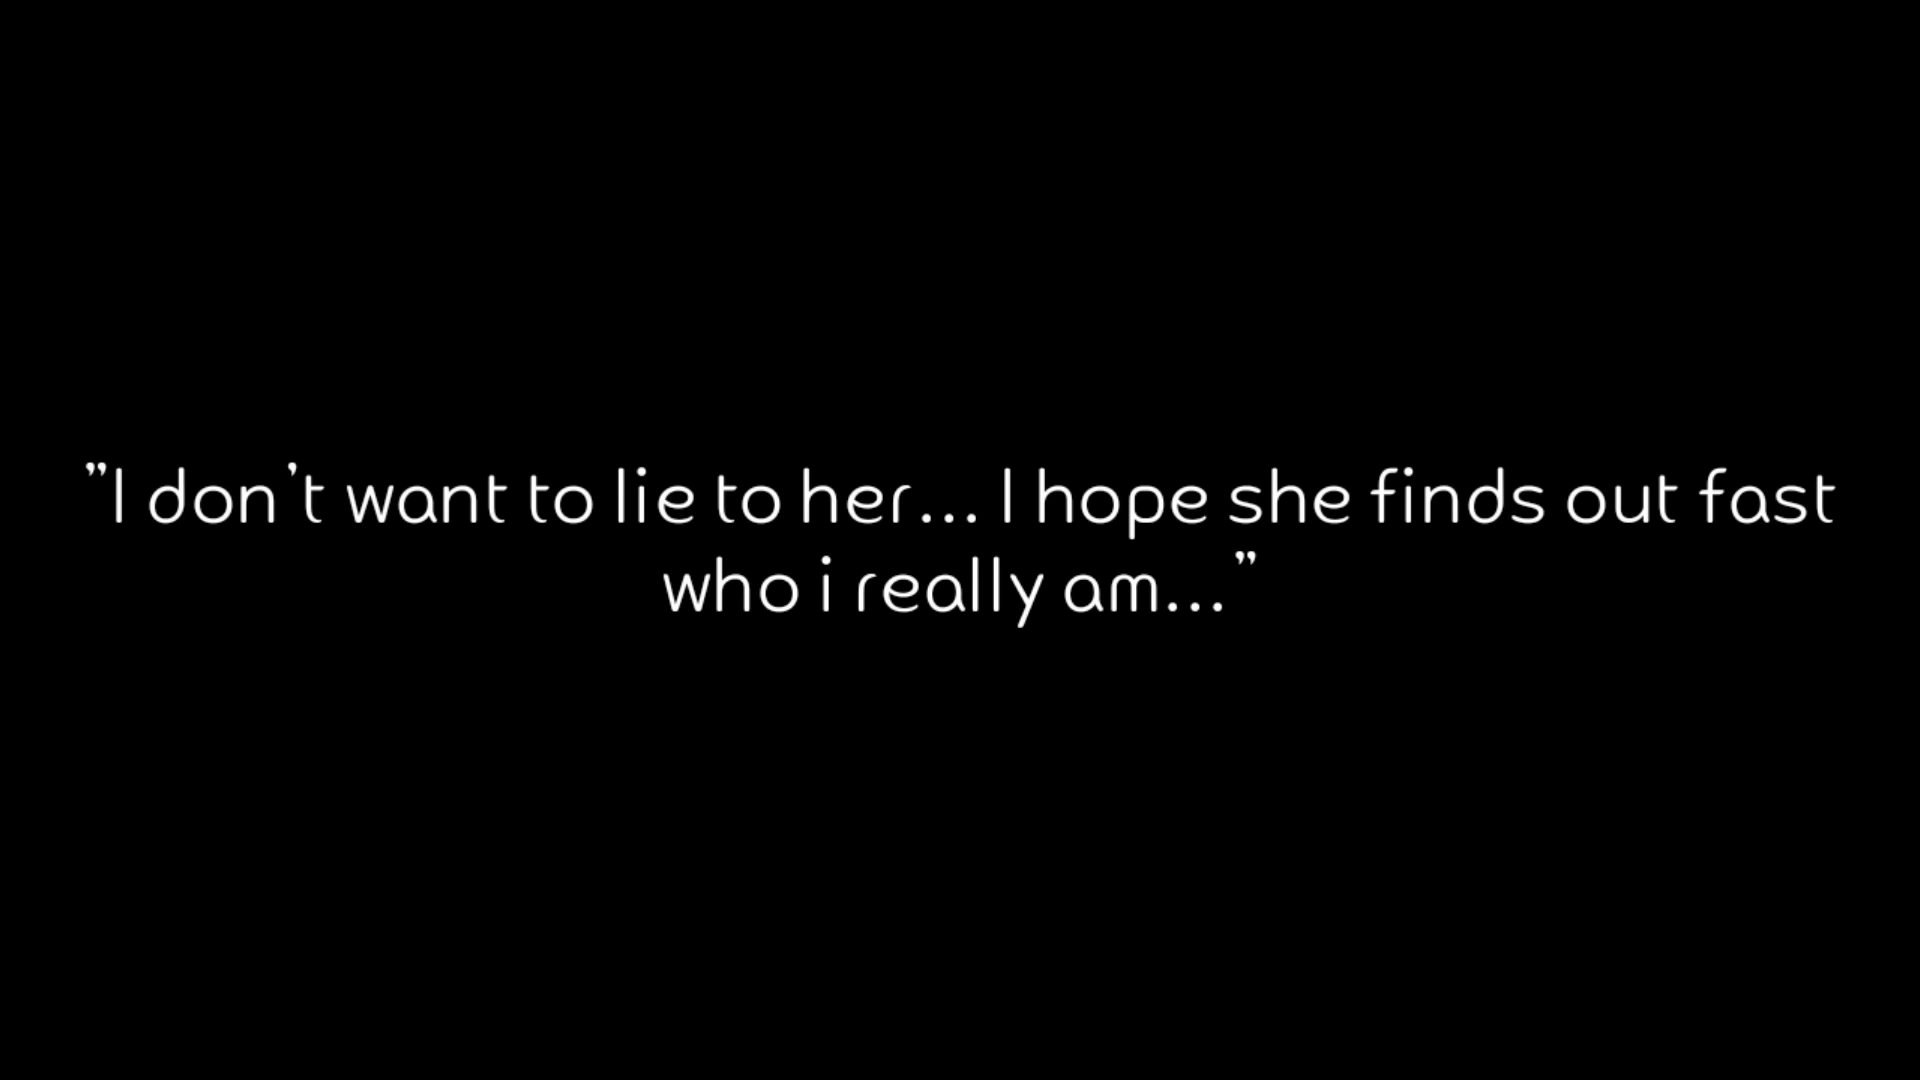 "I don't want to lie to her... I hope she finds out fast
who i really am..."